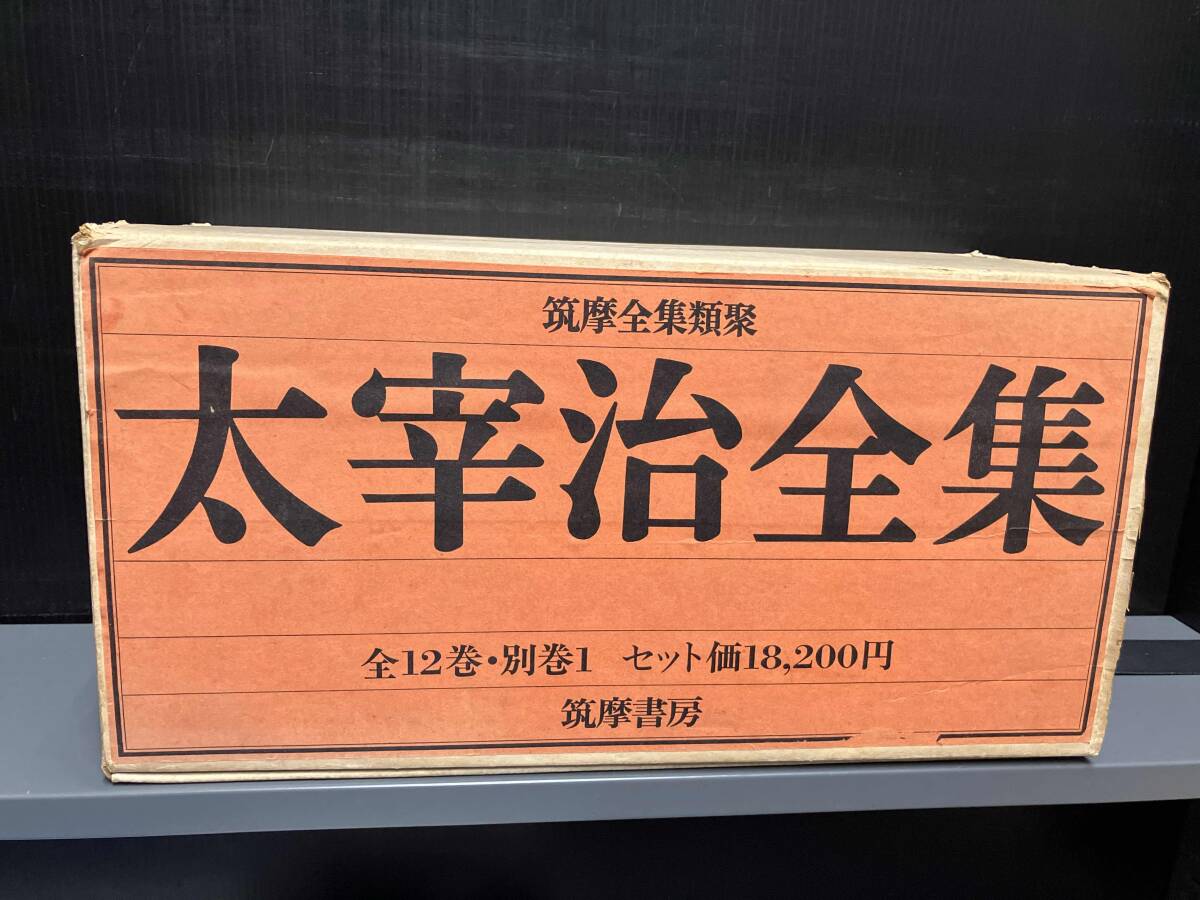 筑摩全集類聚
太宰治全集
全12巻・別巻1 セット価18,200円
筑摩書房